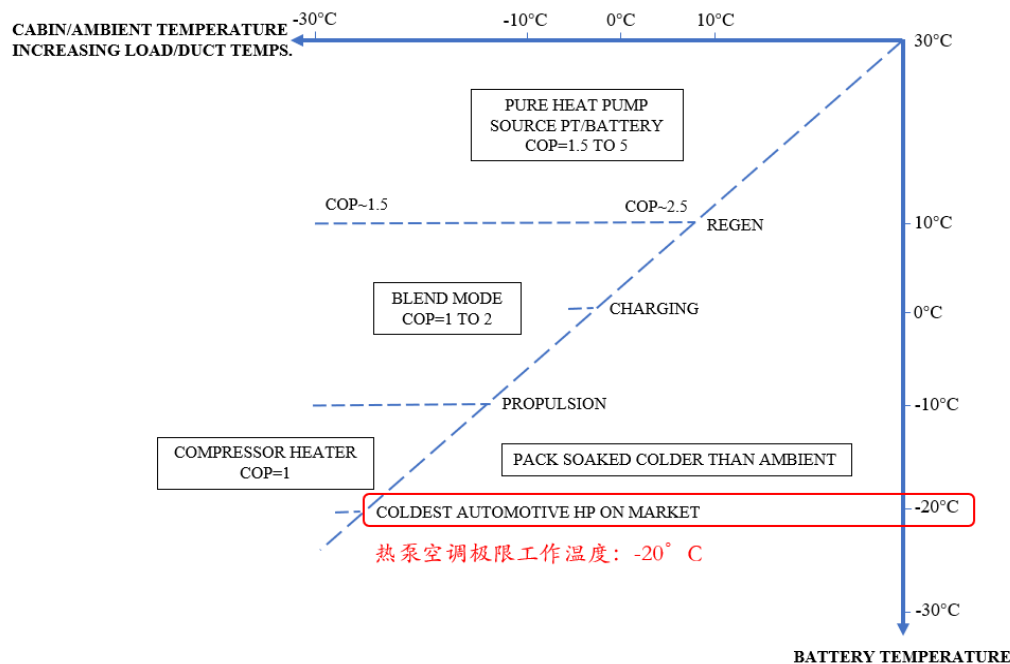 -30°C
-10°C
0°C
10°C
CABIN/AMBIENT TEMPERATURE
INCREASING LOAD/DUCT TEMPS.
30°C
PURE HEAT PUMP
SOURCE PT/BATTERY
COP=1.5 TO 5
COP~1.5
COP~2.5
REGEN
10°C
BLEND MODE
COP=1 TO 2
CHARGING
0°C
PROPULSION
-10°C
COMPRESSOR HEATER
COP=1
PACK SOAKED COLDER THAN AMBIENT
COLDEST AUTOMOTIVE HP ON MARKET
-20°C
热泵空调极限工作温度：-20°C
-30°C
BATTERY TEMPERATURE